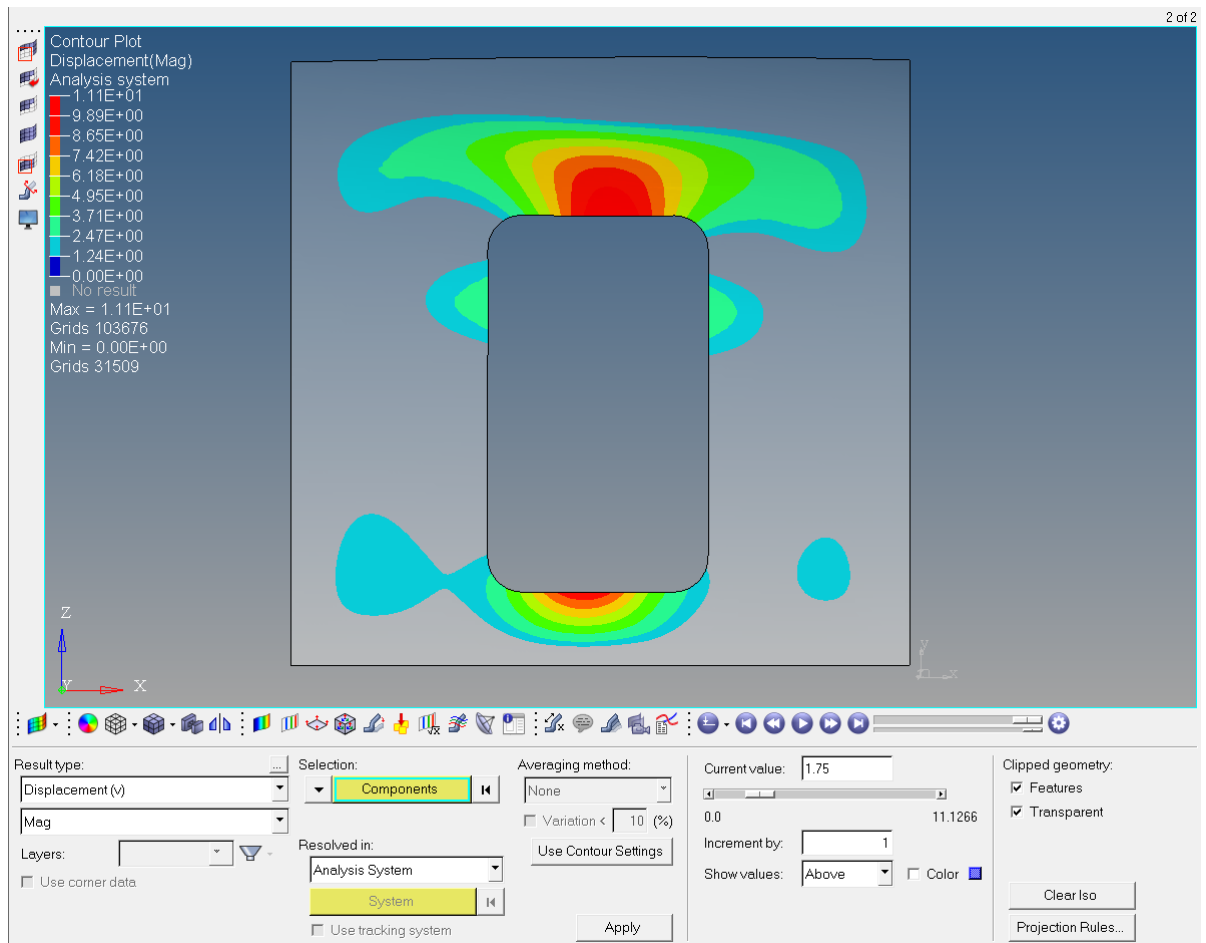 2 of 2
Contour Plot
Displacement(Mag)
Analysis system
1.11E+01
9.89E+00
8.65E+00
7.42E+00
6.18E+00
4.95E+00
3.71E+00
2.47E+00
1.24E+00
0.00E+00
No result
Max = 1.11E+01
Grids 103676
Min = 0.00E+00
Grids 31509
Z
Y X
Y
X
Result type:
...
Displacement (v)
Mag
Layers:
Use corner data
Selection:
Components
Resolved in:
Analysis System
System
Use tracking system
Averaging method:
None
Variation < 10 (%)
Use Contour Settings
Apply
Current value: 1.75
0.0 11.1266
Increment by: 1
Show values: Above Color
Clipped geometry:
Features
Transparent
Clear Iso
Projection Rules...